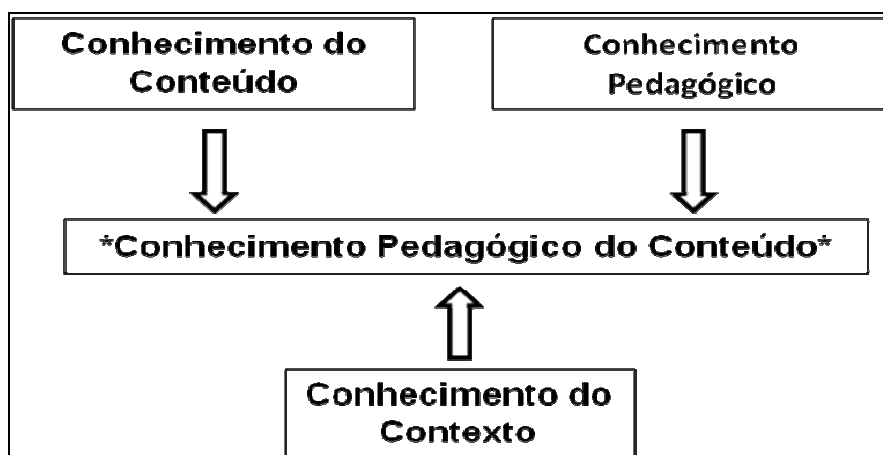 Conhecimento do
Conteúdo
Conhecimento
Pedagógico
*Conhecimento Pedagógico do Conteúdo*
Conhecimento do
Contexto